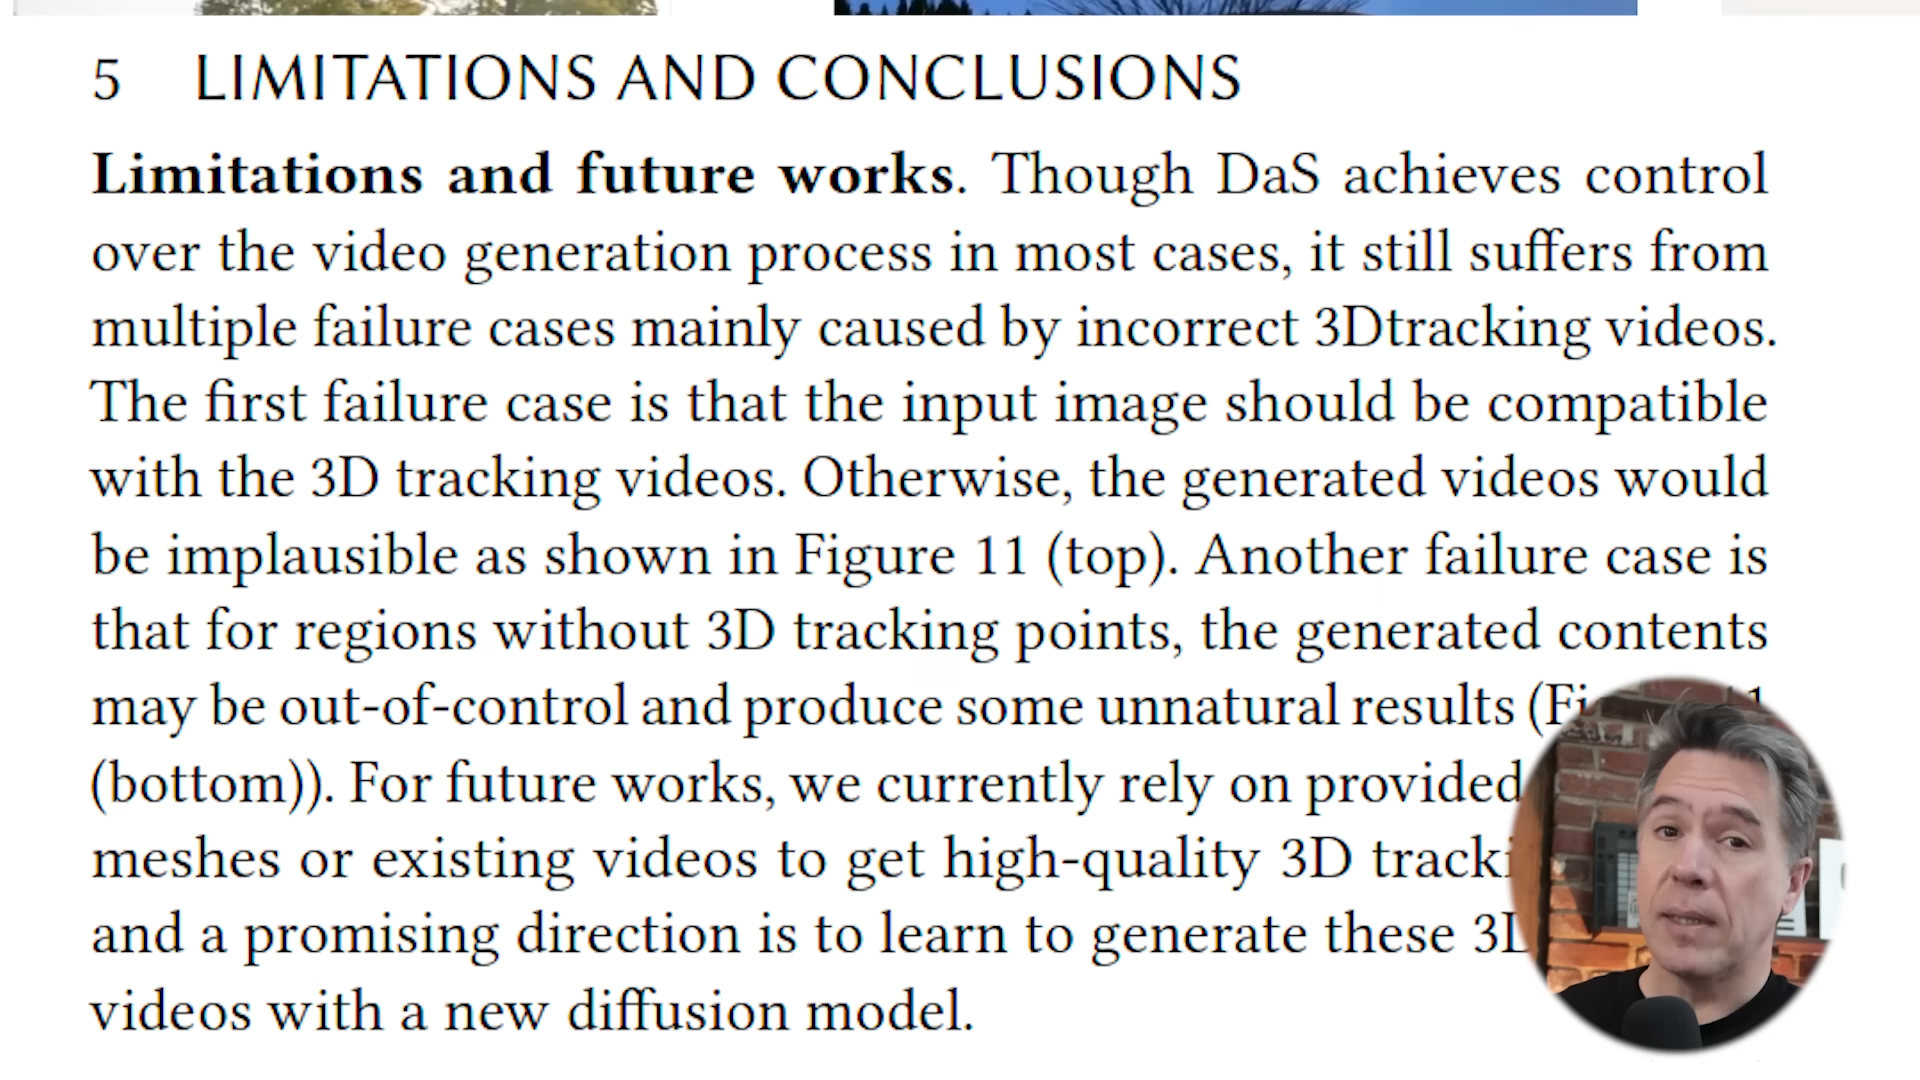 5 LIMITATIONS AND CONCLUSIONS
Limitations and future works. Though DaS achieves control
over the video generation process in most cases, it still suffers from
multiple failure cases mainly caused by incorrect 3Dtracking videos.
The first failure case is that the input image should be compatible
with the 3D tracking videos. Otherwise, the generated videos would
be implausible as shown in Figure 11 (top). Another failure case is
that for regions without 3D tracking points, the generated contents
may be out-of-control and produce some unnatural results
(bottom)). For future works, we currently rely on provided
meshes or existing videos to get high-quality 3D
and a promising direction is to learn to generate these
videos with a new diffusion model.